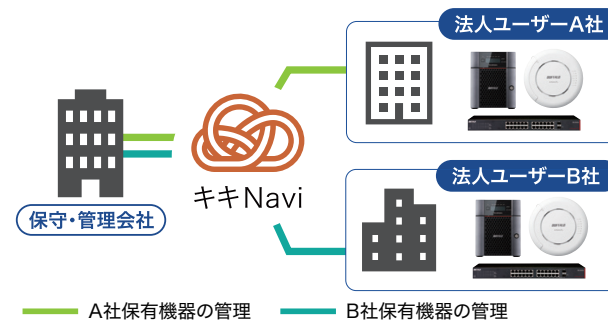 法人ユーザーA社
保守・管理会社
キキNavi
法人ユーザーB社
A社保有機器の管理
B社保有機器の管理